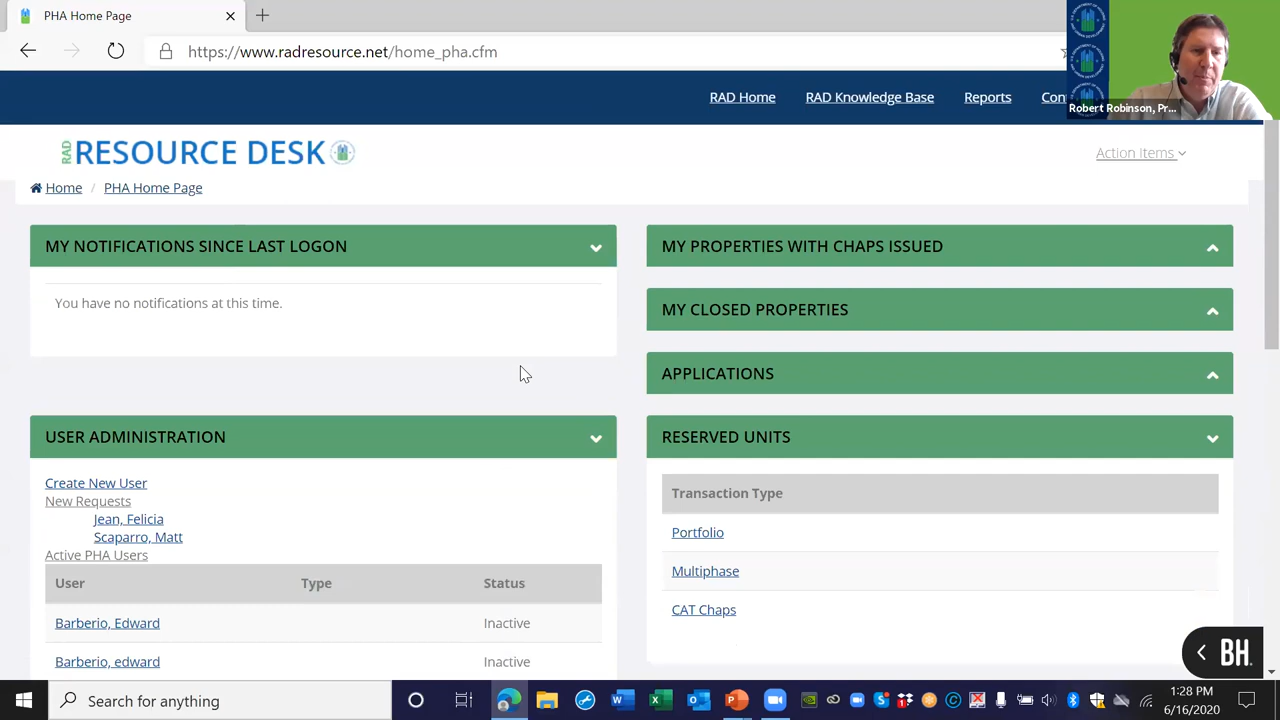 PHA Home Page
https://www.radresource.net/home_pha.cfm
Robert Robinson, Pr...
RAD Home
RAD Knowledge Base
Reports
RAD RESOURCE DESK
Action Items
Home / PHA Home Page
MY NOTIFICATIONS SINCE LAST LOGON
You have no notifications at this time.
MY PROPERTIES WITH CHAPS ISSUED
MY CLOSED PROPERTIES
APPLICATIONS
USER ADMINISTRATION
Create New User
New Requests
Jean, Felicia
Scaparro, Matt
Active PHA Users
User Type Status
Barberio, Edward Inactive
Barberio, edward Inactive
RESERVED UNITS
Transaction Type
Portfolio
Multiphase
CAT Chaps
BH.
Search for anything
1:28 PM
6/16/2020